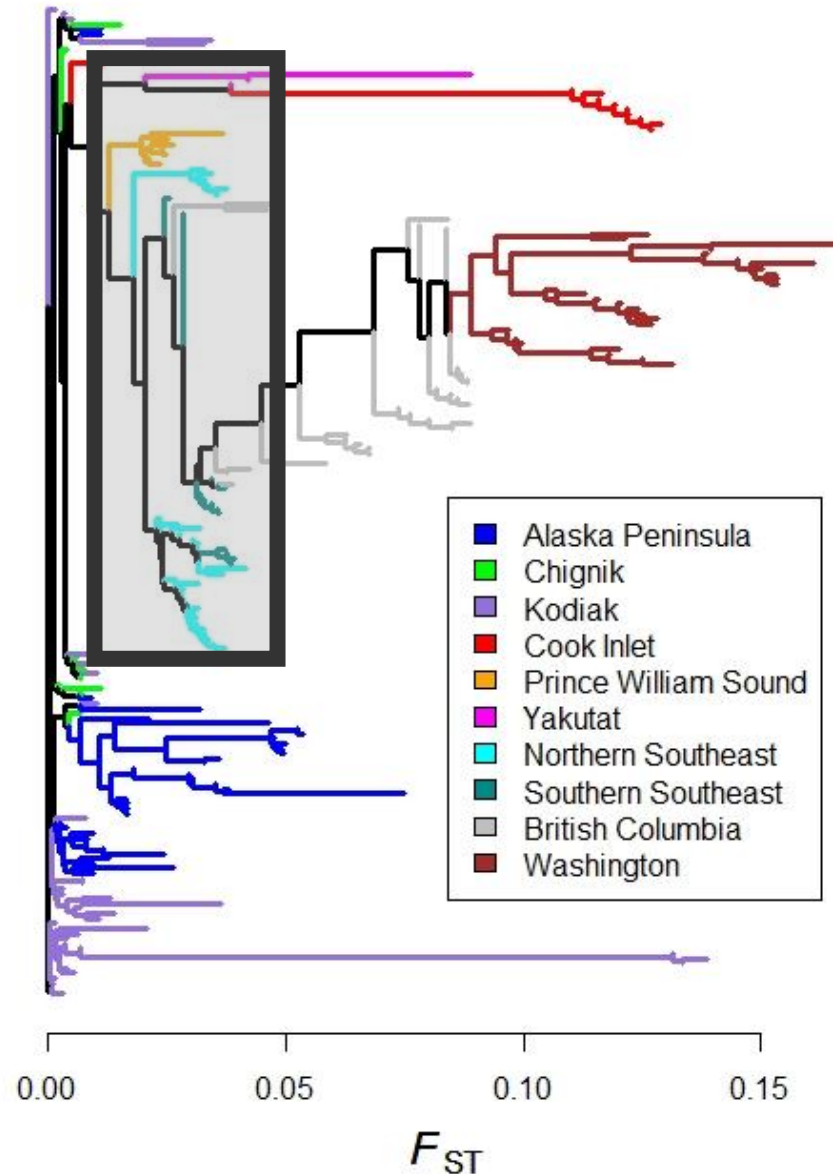 Alaska Peninsula
Chignik
Kodiak
Cook Inlet
Prince William Sound
Yakutat
Northern Southeast
Southern Southeast
British Columbia
Washington
0.00 0.05 0.10 0.15
FST